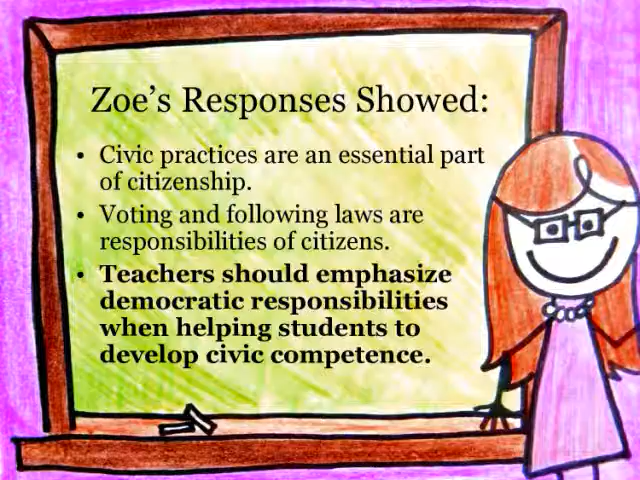 Zoe’s Responses Showed:
• Civic practices are an essential part
of citizenship.
• Voting and following laws are
responsibilities of citizens.
• Teachers should emphasize
democratic responsibilities
when helping students to
develop civic competence.